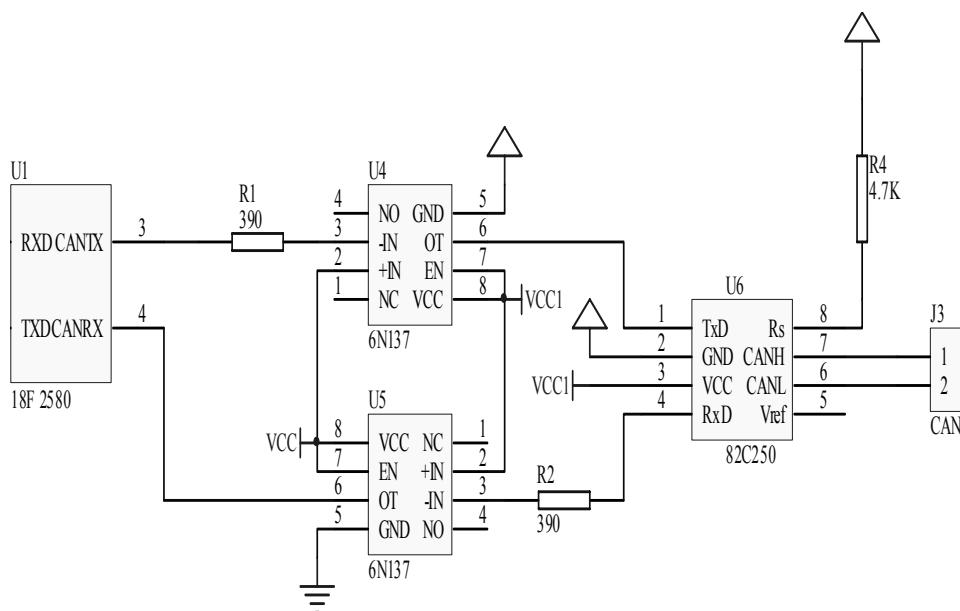 U1
RXD CANTX
TXDCANRX
18F 2580
3
4
R1
390
U4
4
3
2
1
NO
-IN
+IN
NC
GND
OT
EN
VCC
5
6
7
8
6N137
VCC1
U5
VCC
8
7
6
5
VCC
EN
OT
GND
NC
+IN
-IN
NO
1
2
3
4
6N137
R2
390
VCC1
U6
1
2
3
4
TxD
GND
VCC
RxD
Rs
CANH
CANL
Vref
8
7
6
5
82C250
R4
4.7K
J3
1
2
CAN